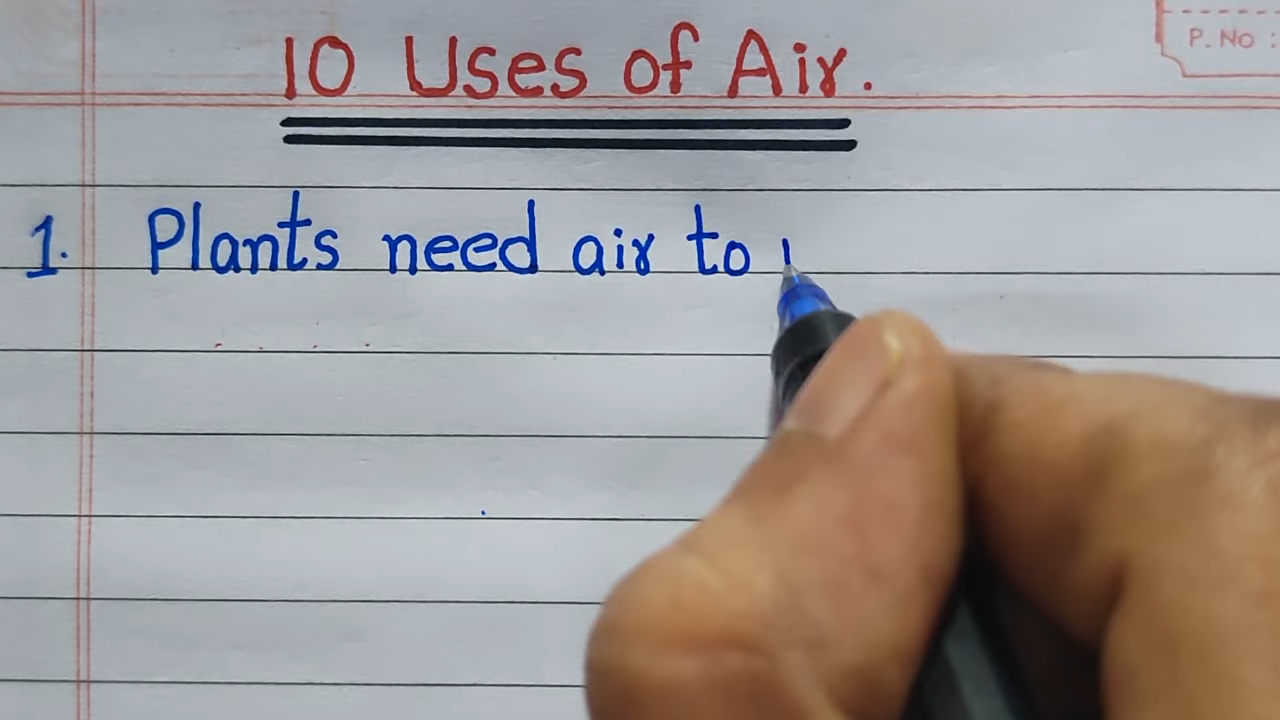 P. No :
10 Uses of Air.
1. Plants need air to